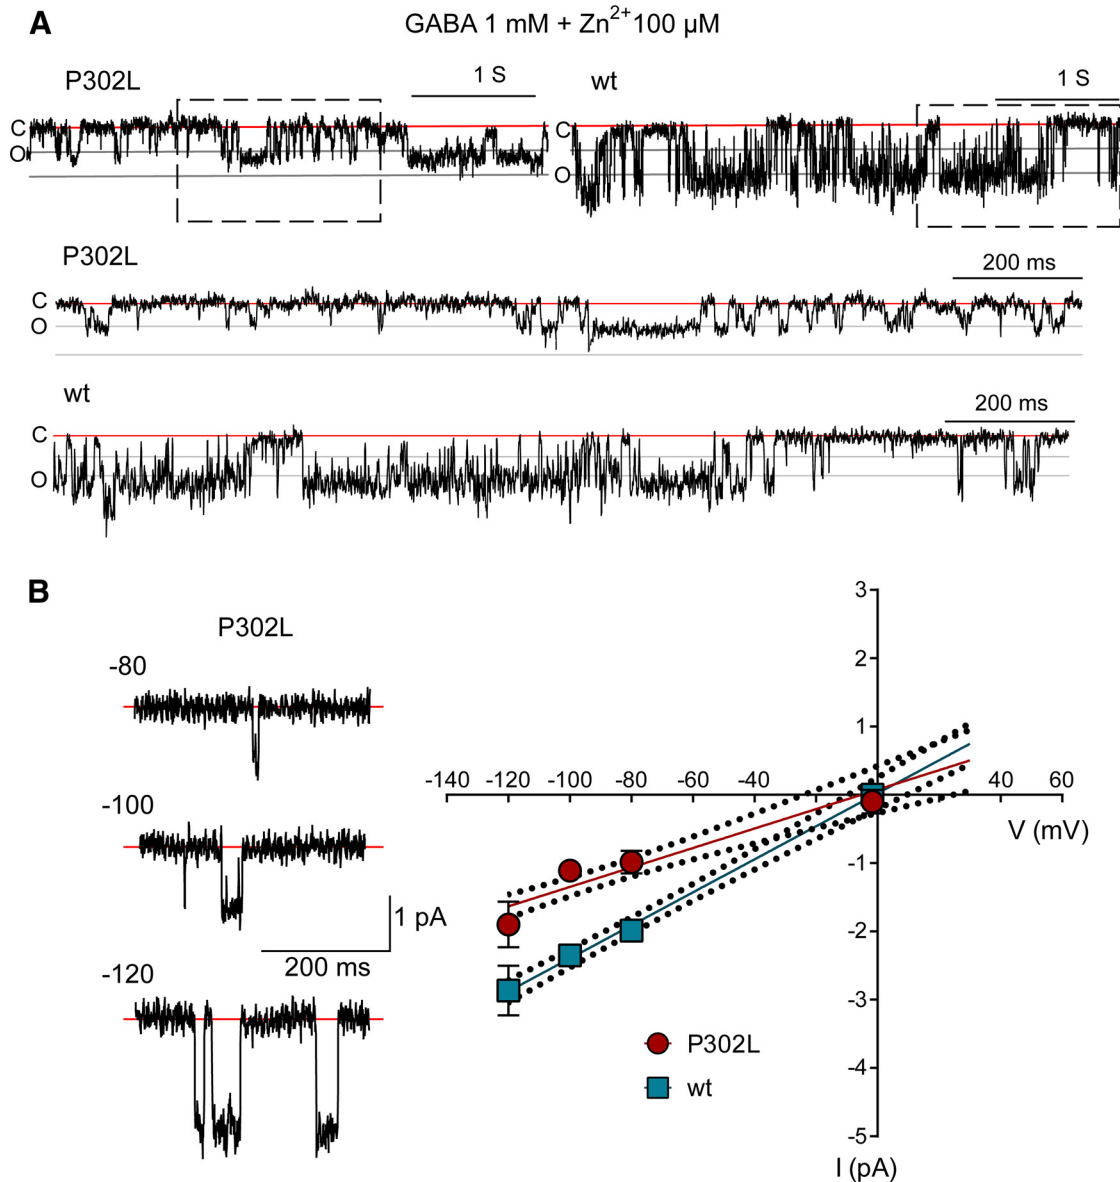 A
GABA 1 mM + Zn2+ 100 µM
P302L
1 S
wt
1 S
C
O
C
O
P302L
200 ms
C
O
wt
200 ms
C
O
B
P302L
-80
-100
1 pA
200 ms
-120
3
2
1
-140 -120 -100 -80 -40 40 60
V (mV)
-1
-2
-3
-4
-5
I (pA)
P302L
wt